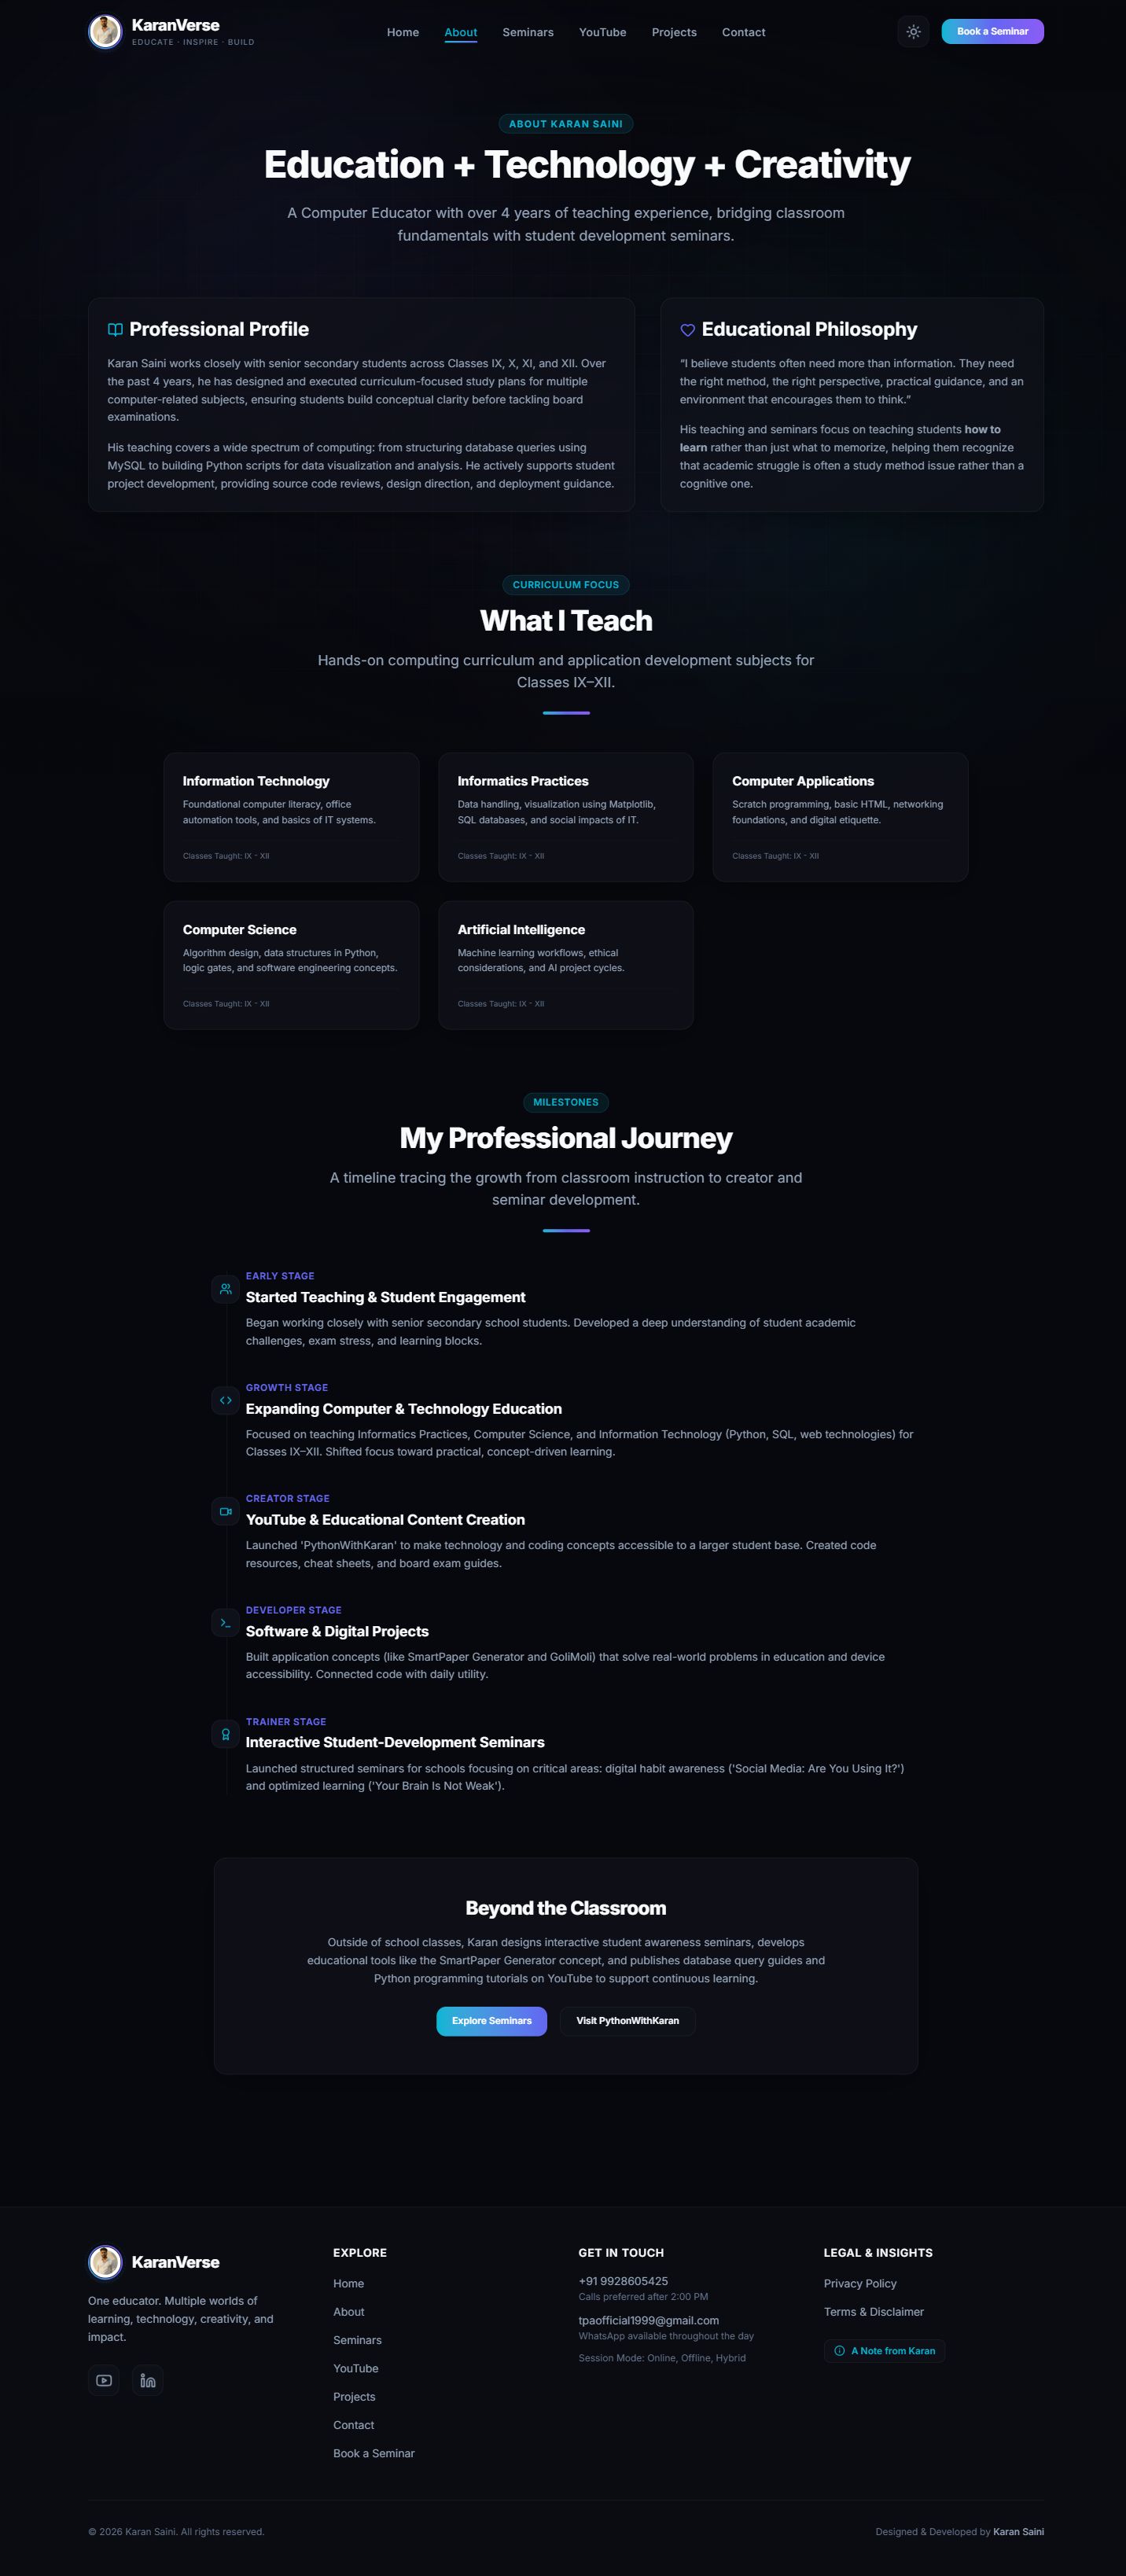 KaranVerse
EDUCATE · INSPIRE · BUILD
Home
About
Seminars
YouTube
Projects
Contact
Book a Seminar
ABOUT KARAN SAINI
Education + Technology + Creativity
A Computer Educator with over 4 years of teaching experience, bridging classroom
fundamentals with student development seminars.
Professional Profile
Karan Saini works closely with senior secondary students across Classes IX, X, XI, and XII. Over
the past 4 years, he has designed and executed curriculum-focused study plans for multiple
computer-related subjects, ensuring students build conceptual clarity before tackling board
examinations.
His teaching covers a wide spectrum of computing: from structuring database queries using
MySQL to building Python scripts for data visualization and analysis. He actively supports student
project development, providing source code reviews, design direction, and deployment guidance.
Educational Philosophy
“I believe students often need more than information. They need
the right method, the right perspective, practical guidance, and an
environment that encourages them to think.”
His teaching and seminars focus on teaching students how to
learn rather than just what to memorize, helping them recognize
that academic struggle is often a study method issue rather than a
cognitive one.
CURRICULUM FOCUS
What I Teach
Hands-on computing curriculum and application development subjects for
Classes IX–XII.
Information Technology
Foundational computer literacy, office
automation tools, and basics of IT systems.
Classes Taught: IX - XII
Informatics Practices
Data handling, visualization using Matplotlib,
SQL databases, and social impacts of IT.
Classes Taught: IX - XII
Computer Applications
Scratch programming, basic HTML, networking
foundations, and digital etiquette.
Classes Taught: IX - XII
Computer Science
Algorithm design, data structures in Python,
logic gates, and software engineering concepts.
Classes Taught: IX - XII
Artificial Intelligence
Machine learning workflows, ethical
considerations, and AI project cycles.
Classes Taught: IX - XII
MILESTONES
My Professional Journey
A timeline tracing the growth from classroom instruction to creator and
seminar development.
EARLY STAGE
Started Teaching & Student Engagement
Began working closely with senior secondary school students. Developed a deep understanding of student academic
challenges, exam stress, and learning blocks.
GROWTH STAGE
Expanding Computer & Technology Education
Focused on teaching Informatics Practices, Computer Science, and Information Technology (Python, SQL, web technologies) for
Classes IX–XII. Shifted focus toward practical, concept-driven learning.
CREATOR STAGE
YouTube & Educational Content Creation
Launched 'PythonWithKaran' to make technology and coding concepts accessible to a larger student base. Created code
resources, cheat sheets, and board exam guides.
DEVELOPER STAGE
Software & Digital Projects
Built application concepts (like SmartPaper Generator and GoliMoli) that solve real-world problems in education and device
accessibility. Connected code with daily utility.
TRAINER STAGE
Interactive Student-Development Seminars
Launched structured seminars for schools focusing on critical areas: digital habit awareness ('Social Media: Are You Using It?')
and optimized learning ('Your Brain Is Not Weak').
Beyond the Classroom
Outside of school classes, Karan designs interactive student awareness seminars, develops
educational tools like the SmartPaper Generator concept, and publishes database query guides and
Python programming tutorials on YouTube to support continuous learning.
Explore Seminars
Visit PythonWithKaran
KaranVerse
One educator. Multiple worlds of
learning, technology, creativity, and
impact.
EXPLORE
Home
About
Seminars
YouTube
Projects
Contact
Book a Seminar
GET IN TOUCH
+91 9928605425
Calls preferred after 2:00 PM
tpaofficial1999@gmail.com
WhatsApp available throughout the day
Session Mode: Online, Offline, Hybrid
LEGAL & INSIGHTS
Privacy Policy
Terms & Disclaimer
A Note from Karan
© 2026 Karan Saini. All rights reserved.
Designed & Developed by Karan Saini